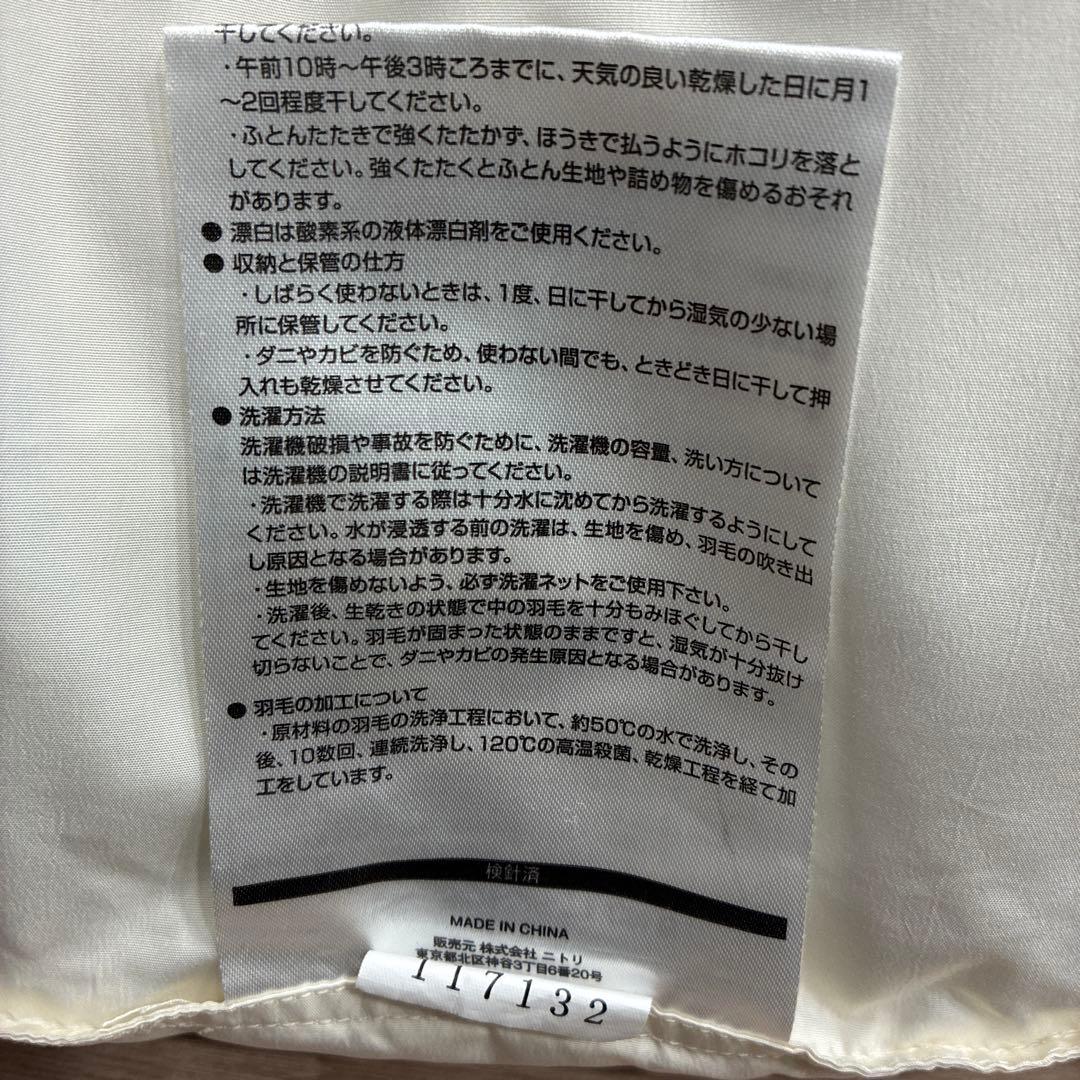 干してください。
・午前10時〜午後3時ころまでに、天気の良い乾燥した日に月1
〜2回程度干してください。
・ふとんたたきで強くたたかず、ほうきで払うようにホコリを落と
してください。強くたたくとふとん生地や詰め物を傷めるおそれ
があります。
● 漂白は酸素系の液体漂白剤をご使用ください。
● 収納と保管の仕方
・しばらく使わないときは、1度、日に干してから湿気の少ない場
所に保管してください。
・ダニやカビを防ぐため、使わない間でも、ときどき日に干して押
入れも乾燥させてください。
● 洗濯方法
洗濯機破損や事故を防ぐために、洗濯機の容量、洗い方について
は洗濯機の説明書に従ってください。
・洗濯機で洗濯する際は十分水に沈めてから洗濯するようにして
ください。水が浸透する前の洗濯は、生地を傷め、羽毛の吹き出
し原因となる場合があります。
・生地を傷めないよう、必ず洗濯ネットをご使用下さい。
・洗濯後、生乾きの状態で中の羽毛を十分もみほぐしてから干し
てください。羽毛が固まった状態のままですと、湿気が十分抜け
切らないことで、ダニやカビの発生原因となる場合があります。
● 羽毛の加工について
・原材料の羽毛の洗浄工程において、約50℃の水で洗浄し、その
後、10数回、連続洗浄し、120℃の高温殺菌、乾燥工程を経て加
工をしています。
検針済
MADE IN CHINA
販売元 株式会社 ニトリ
東京都北区神谷3丁目6番20号
117132